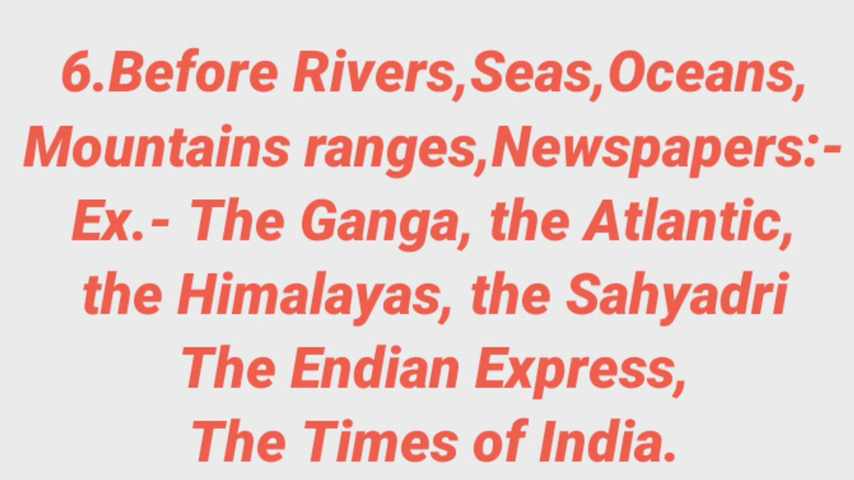 6.Before Rivers,Seas,Oceans,
Mountains ranges,Newspapers:-
Ex.- The Ganga, the Atlantic,
the Himalayas, the Sahyadri
The Endian Express,
The Times of India.